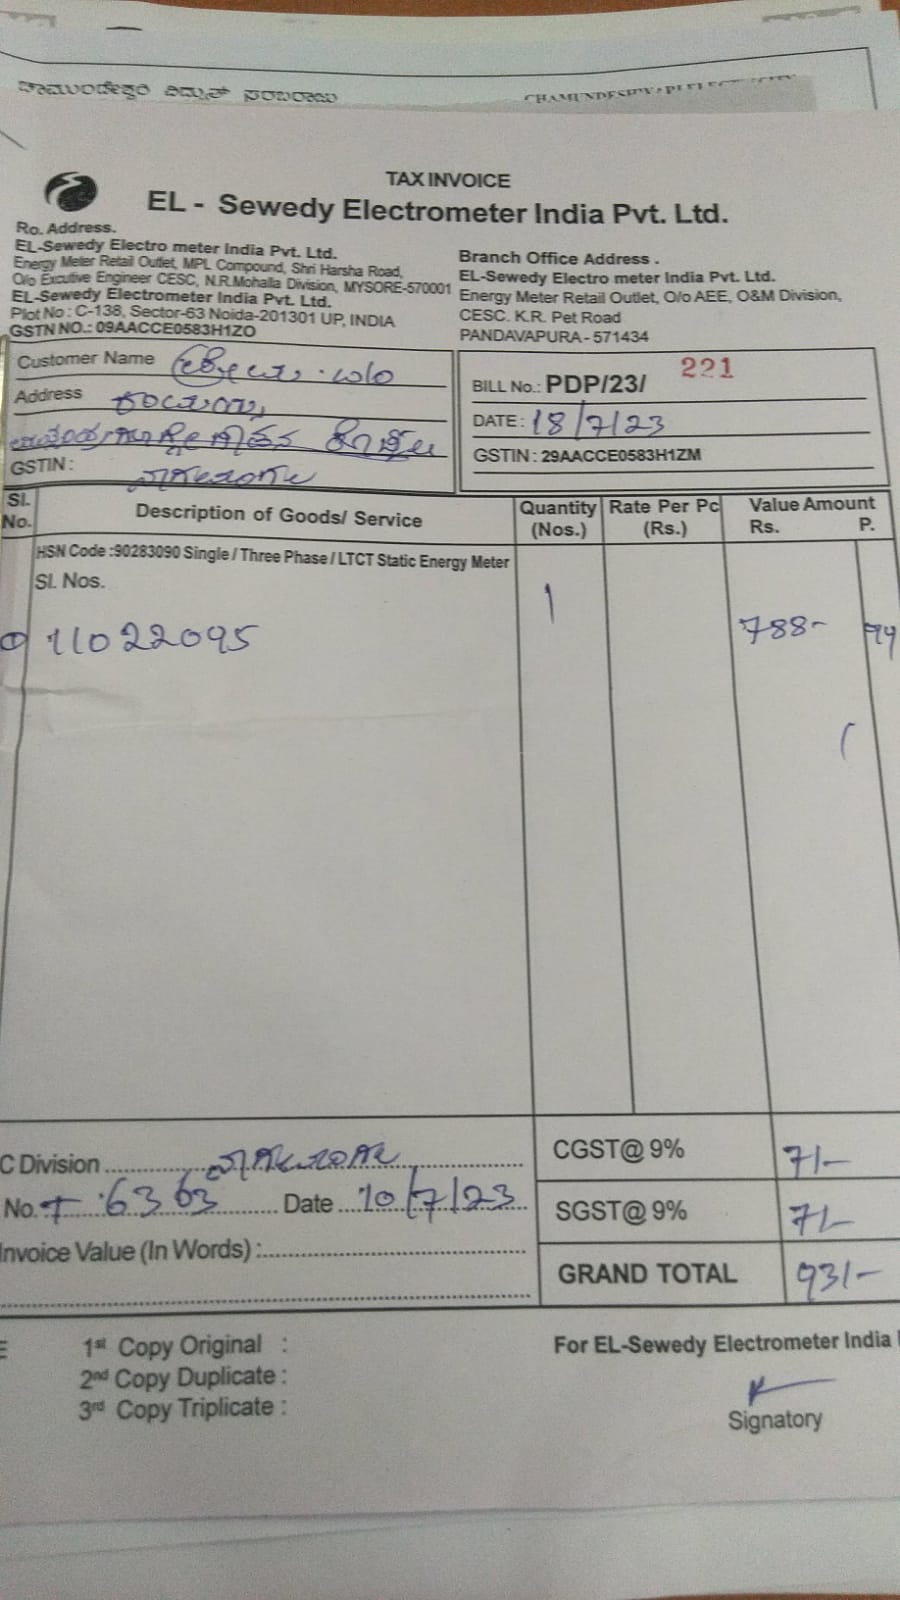 ಚಾಮುಂಡೇಶ್ವರಿ ವಿದ್ಯುತ್ ಸರಬರಾಜು
TAX INVOICE
EL - Sewedy Electrometer India Pvt. Ltd.
Ro. Address.
EL-Sewedy Electro meter India Pvt. Ltd.
Energy Meter Retail Outlet, MPL Compound, Shri Harsha Road,
O/o Excutive Engineer CESC, N.R.Mohalla Division, MYSORE-570001
EL-Sewedy Electrometer India Pvt. Ltd.
Plot No : C-138, Sector-63 Noida-201301 UP, INDIA
GSTN NO.: 09AACCE0583H1ZO
Branch Office Address .
EL-Sewedy Electro meter India Pvt. Ltd.
Energy Meter Retail Outlet, O/o AEE, O&M Division,
CESC. K.R. Pet Road
PANDAVAPURA - 571434
Customer Name
Address
GSTIN :
BILL No.: PDP/23/ 221
DATE : 18/7/23
GSTIN : 29AACCE0583H1ZM
Sl. No. Description of Goods/ Service Quantity (Nos.) Rate Per Pc (Rs.) Value Amount Rs. P.
HSN Code :90283090 Single / Three Phase / LTCT Static Energy Meter
Sl. Nos. 1
11022095 788-
C Division
No. 6363 Date 10/7/23
Invoice Value (In Words) :
CGST@ 9% 71/-
SGST@ 9% 71/-
GRAND TOTAL 931/-
1st Copy Original :
2nd Copy Duplicate :
3rd Copy Triplicate :
For EL-Sewedy Electrometer India
Signatory